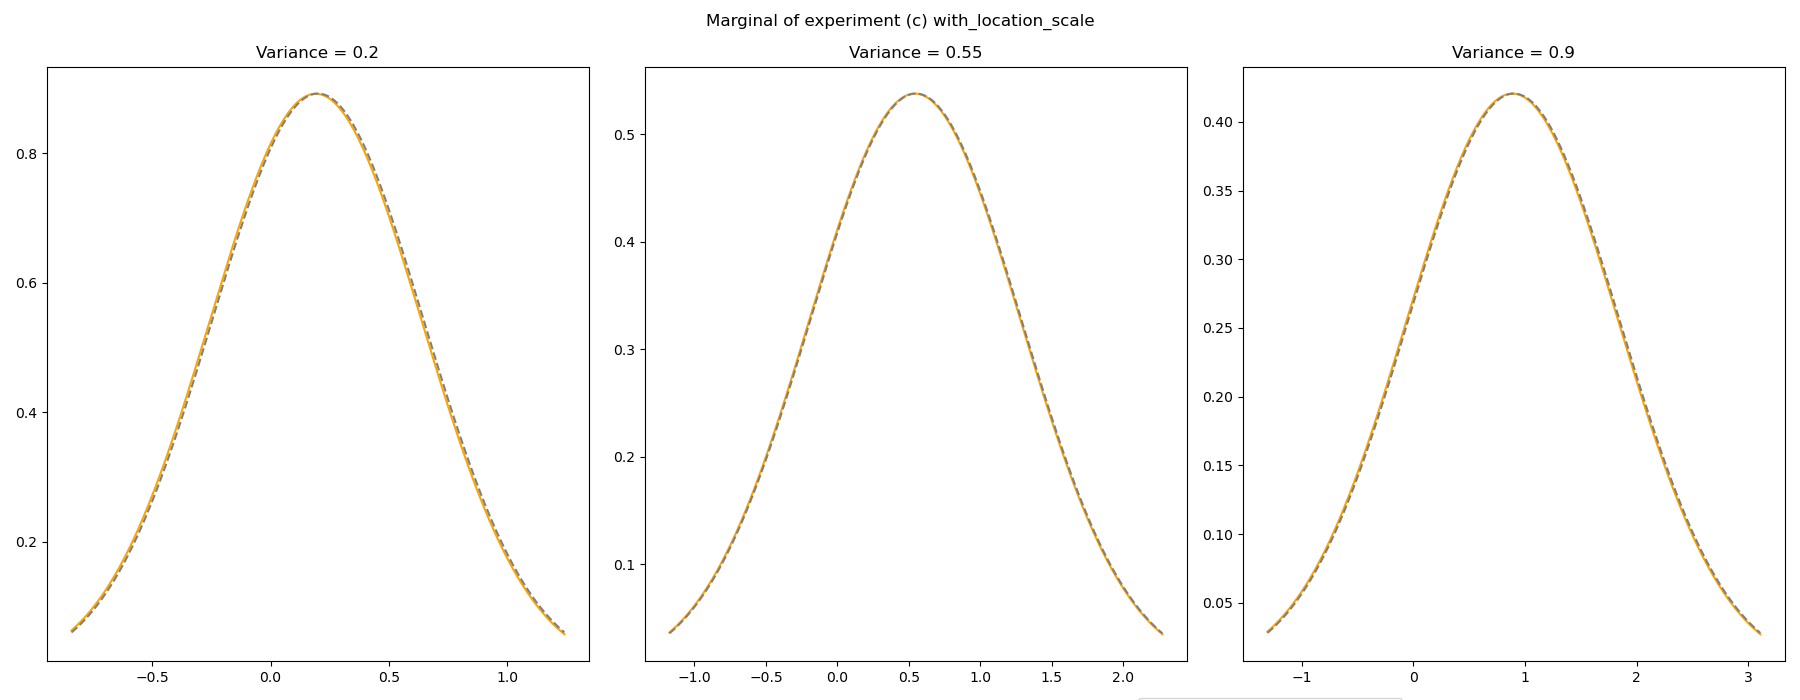 Marginal of experiment (c) with_location_scale
Variance = 0.2
0.8
0.6
0.4
0.2
−0.5 0.0 0.5 1.0
Variance = 0.55
0.5
0.4
0.3
0.2
0.1
−1.0 −0.5 0.0 0.5 1.0 1.5 2.0
Variance = 0.9
0.40
0.35
0.30
0.25
0.20
0.15
0.10
0.05
−1 0 1 2 3